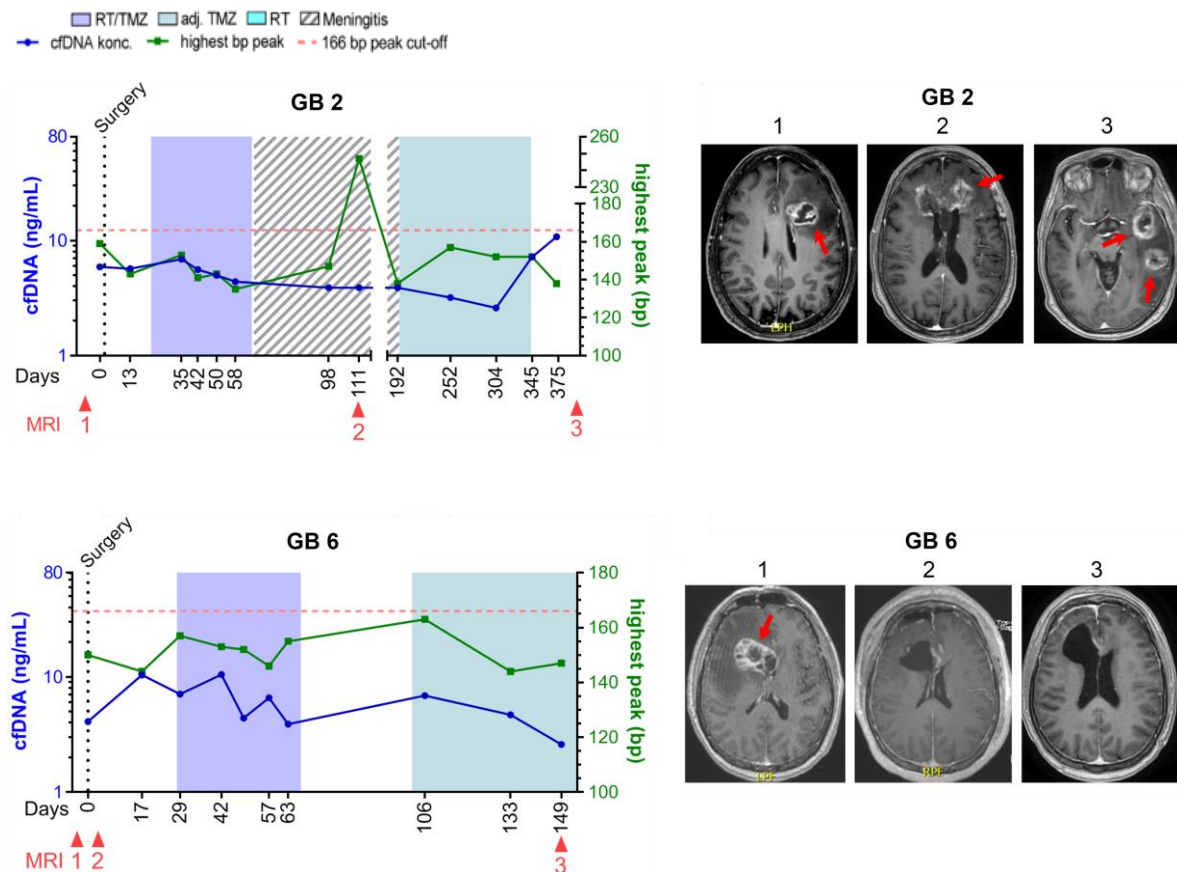 RT/TMZ adj. TMZ RT Meningitis
cfDNA konc. highest bp peak 166 bp peak cut-off
Surgery
GB 2
80
10
1
cfDNA (ng/mL)
260
230
180
160
140
120
100
highest peak (bp)
Days 0 13 35 42 50 58 98 111 192 252 304 345 375
MRI 1 2 3
GB 2
1 2 3
LPH
Surgery
GB 6
80
10
1
cfDNA (ng/mL)
180
160
140
120
100
highest peak (bp)
Days 0 17 29 42 57 63 106 133 149
MRI 1 2 3
GB 6
1 2 3
RPF